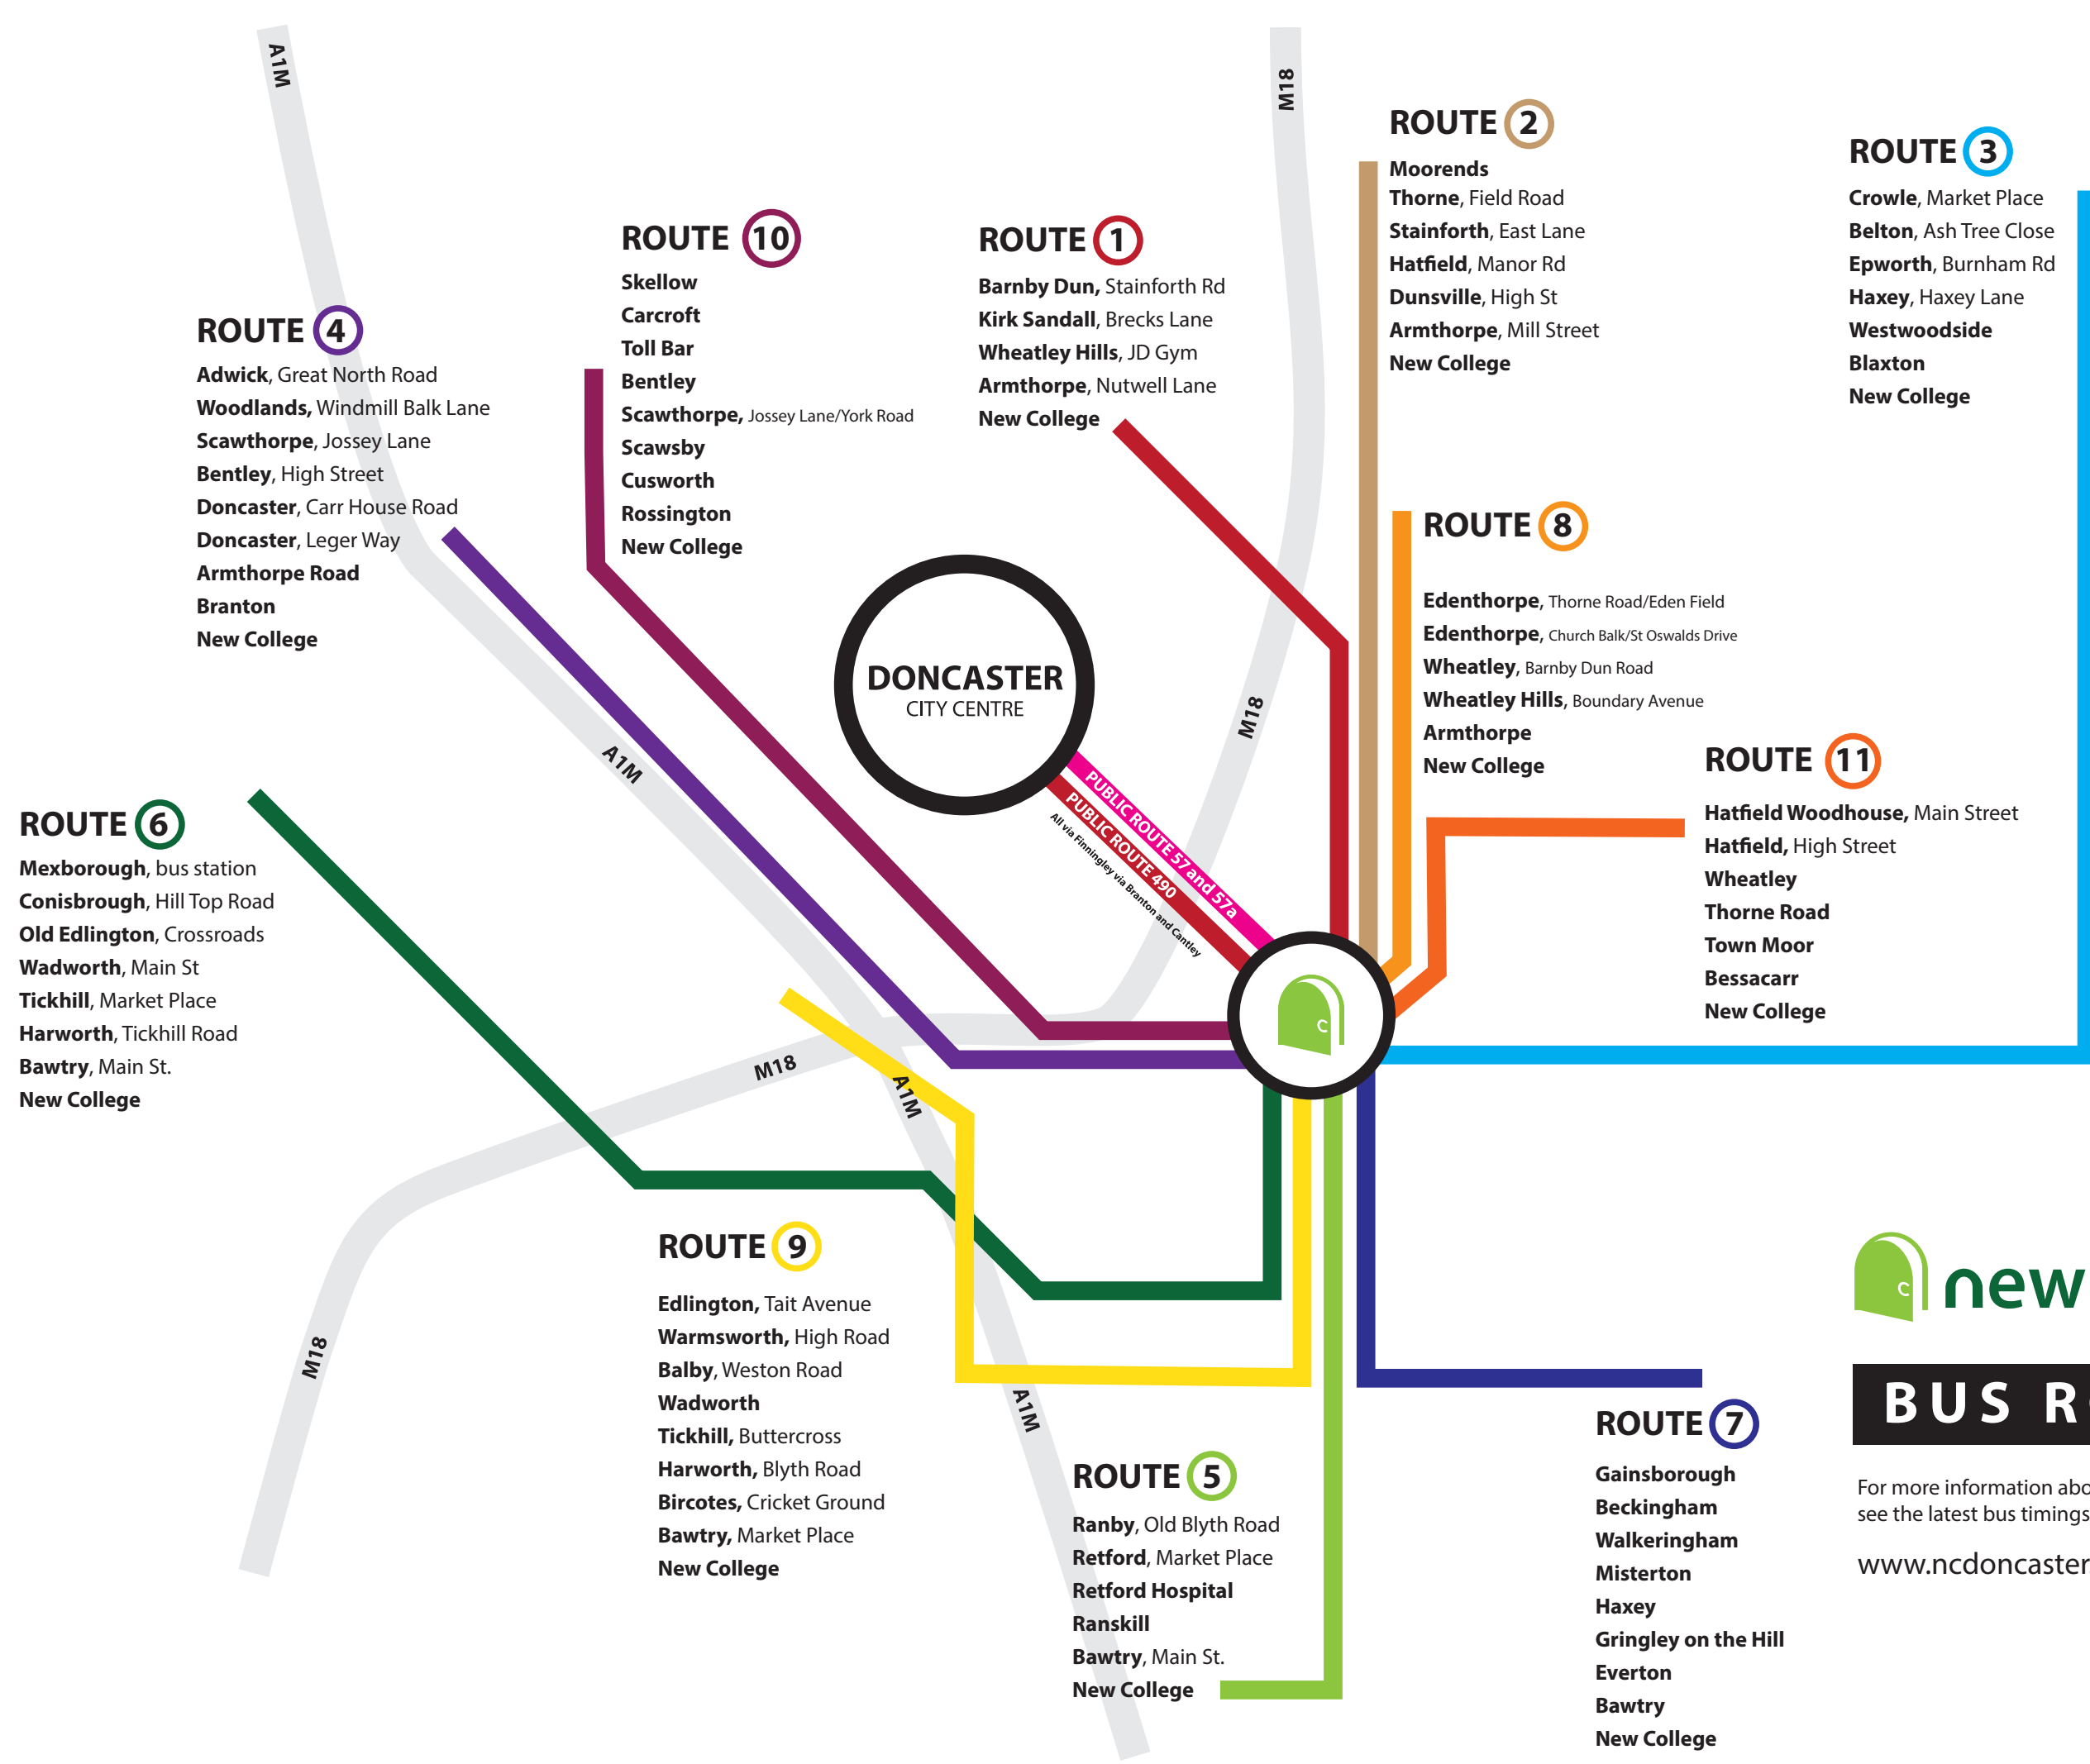 A1M
M18
ROUTE 2
Moorends
Thorne, Field Road
Stainforth, East Lane
Hatfield, Manor Rd
Dunsville, High St
Armthorpe, Mill Street
New College
ROUTE 3
Crowle, Market Place
Belton, Ash Tree Close
Epworth, Burnham Rd
Haxey, Haxey Lane
Westwoodside
Blaxton
New College
ROUTE 10
Skellow
Carcroft
Toll Bar
Bentley
Scawthorpe, Jossey Lane/York Road
Scawsby
Cusworth
Rossington
New College
ROUTE 1
Barnby Dun, Stainforth Rd
Kirk Sandall, Brecks Lane
Wheatley Hills, JD Gym
Armthorpe, Nutwell Lane
New College
ROUTE 4
Adwick, Great North Road
Woodlands, Windmill Balk Lane
Scawthorpe, Jossey Lane
Bentley, High Street
Doncaster, Carr House Road
Doncaster, Leger Way
Armthorpe Road
Branton
New College
ROUTE 8
Edenthorpe, Thorne Road/Eden Field
Edenthorpe, Church Balk/St Oswalds Drive
Wheatley, Barnby Dun Road
Wheatley Hills, Boundary Avenue
Armthorpe
New College
DONCASTER
CITY CENTRE
M18
A1M
PUBLIC ROUTE 57 and 57a
PUBLIC ROUTE 490
All via Finningley via Branton and Cantley
ROUTE 11
Hatfield Woodhouse, Main Street
Hatfield, High Street
Wheatley
Thorne Road
Town Moor
Bessacarr
New College
ROUTE 6
Mexborough, bus station
Conisbrough, Hill Top Road
Old Edlington, Crossroads
Wadworth, Main St
Tickhill, Market Place
Harworth, Tickhill Road
Bawtry, Main St.
New College
C
M18
A1M
ROUTE 9
Edlington, Tait Avenue
Warmsworth, High Road
Balby, Weston Road
Wadworth
Tickhill, Buttercross
Harworth, Blyth Road
Bircotes, Cricket Ground
Bawtry, Market Place
New College
M18
A1M
ROUTE 5
Ranby, Old Blyth Road
Retford, Market Place
Retford Hospital
Ranskill
Bawtry, Main St.
New College
ROUTE 7
Gainsborough
Beckingham
Walkeringham
Misterton
Haxey
Gringley on the Hill
Everton
Bawtry
New College
C new
BUS RO
For more information abo
see the latest bus timings
www.ncdoncaster.